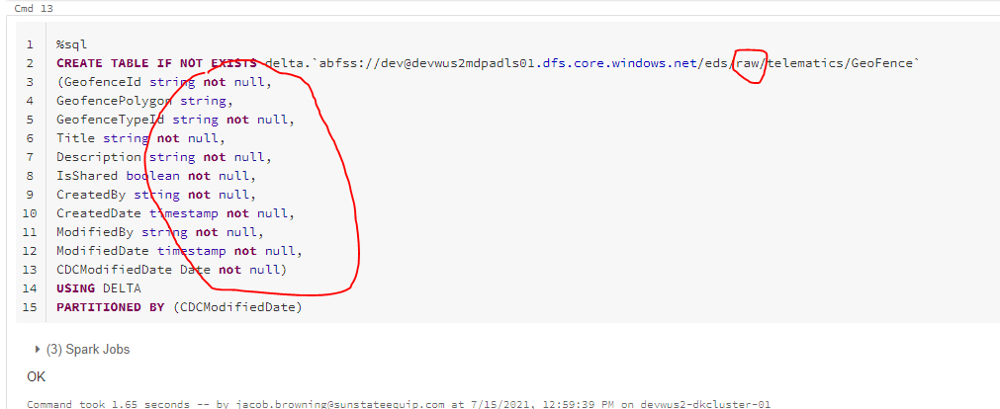 Cmd 13
1 %sql
2 CREATE TABLE IF NOT EXISTS delta.`abfss://dev@devwus2mdpadls01.dfs.core.windows.net/eds/raw/telematics/GeoFence`
3 (GeofenceId string not null,
4 GeofencePolygon string,
5 GeofenceTypeId string not null,
6 Title string not null,
7 Description string not null,
8 IsShared boolean not null,
9 CreatedBy string not null,
10 CreatedDate timestamp not null,
11 ModifiedBy string not null,
12 ModifiedDate timestamp not null,
13 CDCModifiedDate Date not null)
14 USING DELTA
15 PARTITIONED BY (CDCModifiedDate)
(3) Spark Jobs
OK
Command took 1.65 seconds -- by jacob.browning@sunstateequip.com at 7/15/2021, 12:59:39 PM on devwus2-dkcluster-01